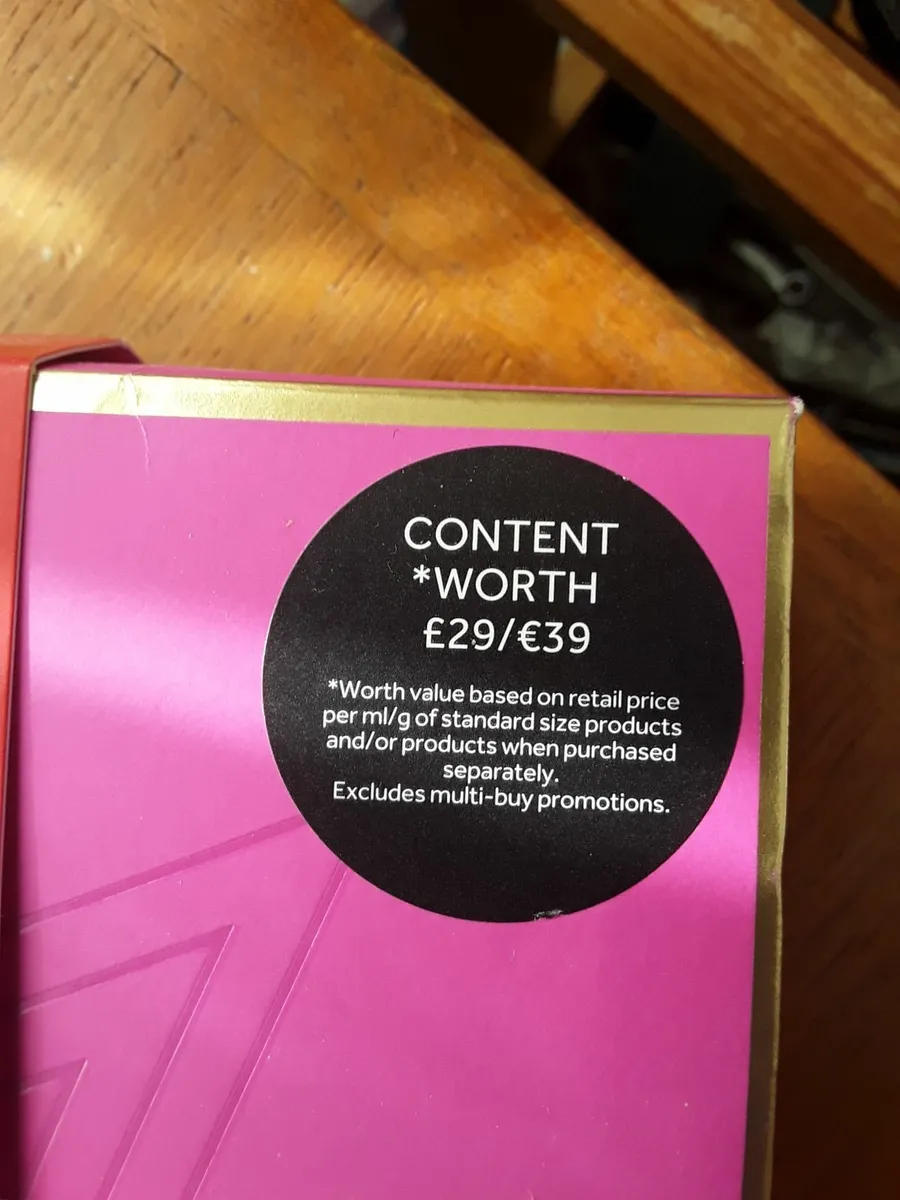 CONTENT
*WORTH
£29/€39
*Worth value based on retail price
per ml/g of standard size products
and/or products when purchased
separately.
Excludes multi-buy promotions.